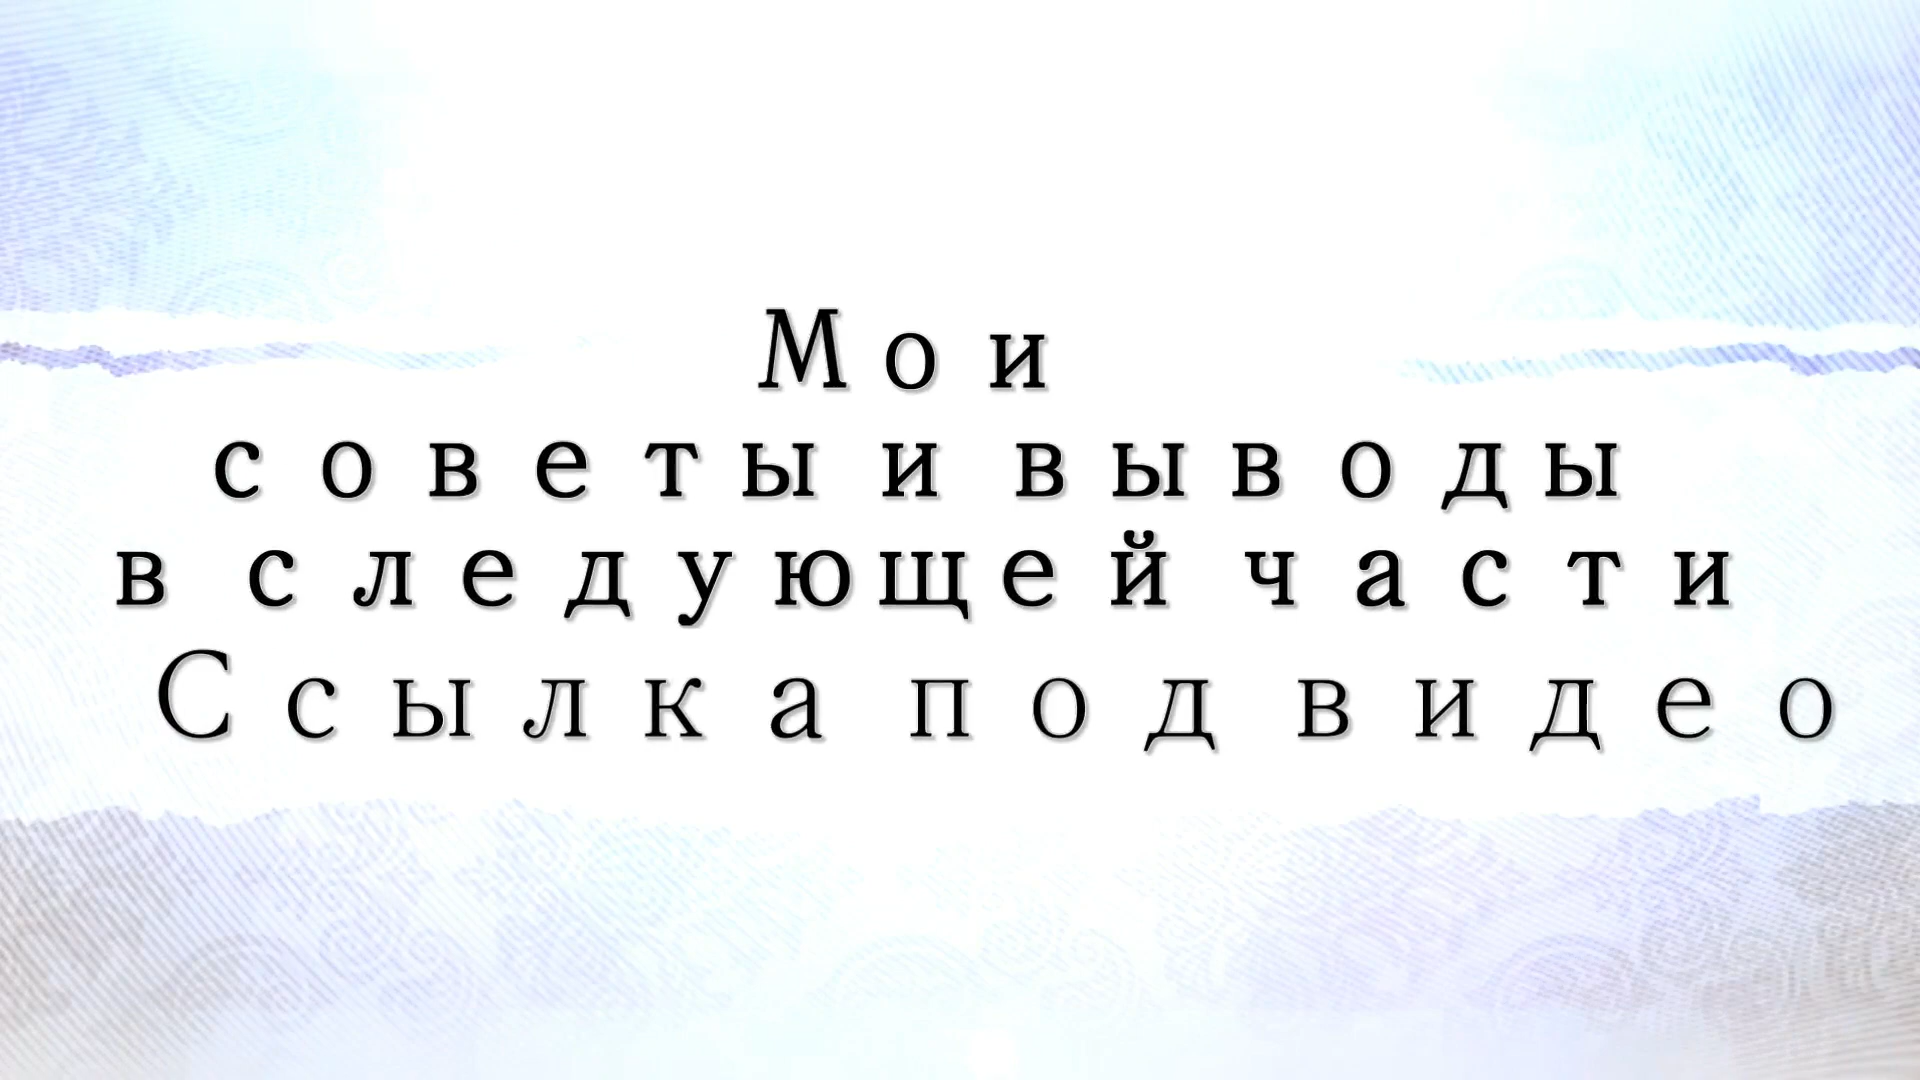 Мои
советы и выводы
в следующей части
Ссылка под видео